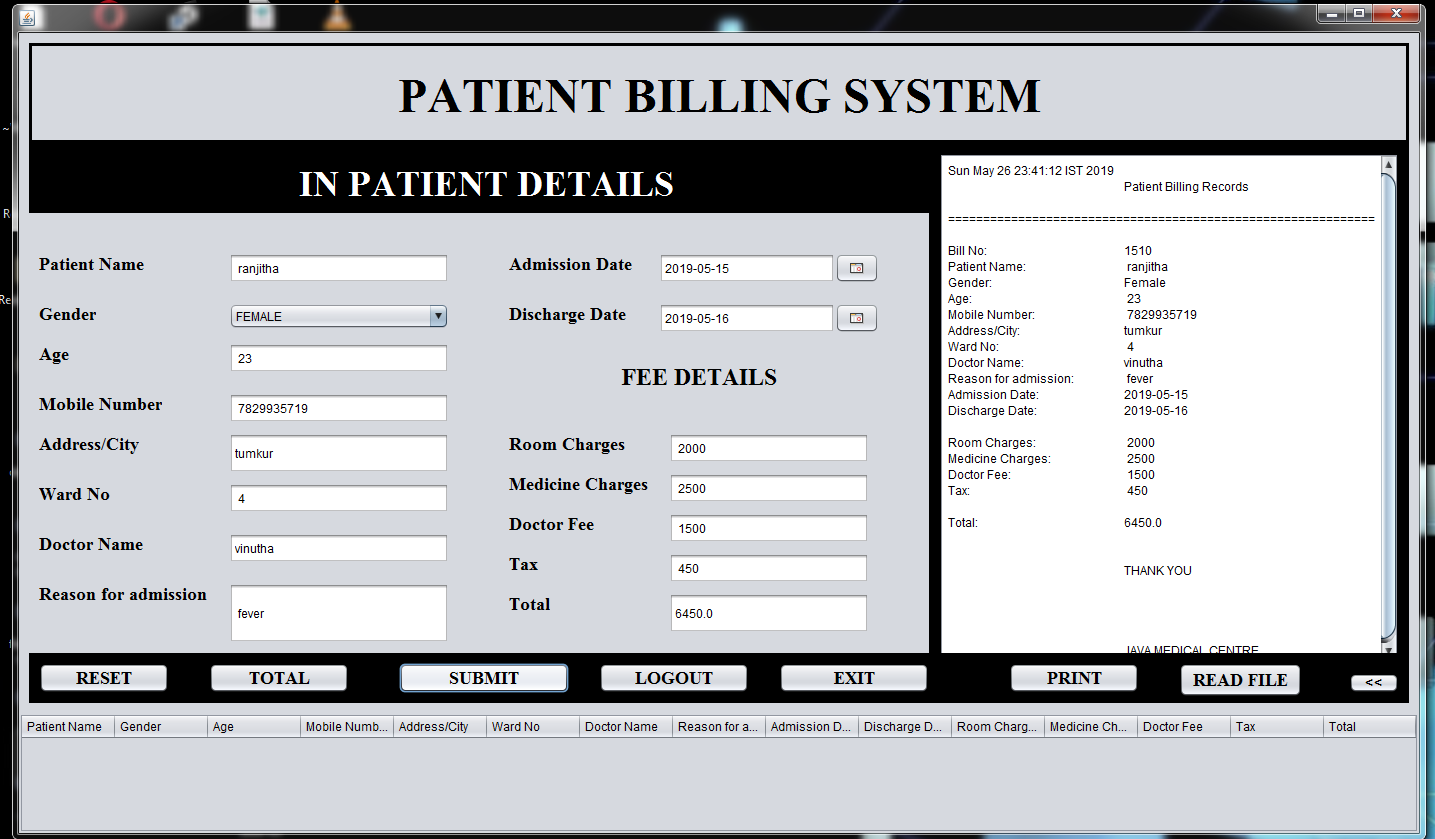 PATIENT BILLING SYSTEM
IN PATIENT DETAILS
Patient Name ranjitha
Gender FEMALE
Age 23
Mobile Number 7829935719
Address/City tumkur
Ward No 4
Doctor Name vinutha
Reason for admission fever
Admission Date 2019-05-15
Discharge Date 2019-05-16
FEE DETAILS
Room Charges 2000
Medicine Charges 2500
Doctor Fee 1500
Tax 450
Total 6450.0
Sun May 26 23:41:12 IST 2019
Patient Billing Records
=============================================================
Bill No: 1510
Patient Name: ranjitha
Gender: Female
Age: 23
Mobile Number: 7829935719
Address/City: tumkur
Ward No: 4
Doctor Name: vinutha
Reason for admission: fever
Admission Date: 2019-05-15
Discharge Date: 2019-05-16
Room Charges: 2000
Medicine Charges: 2500
Doctor Fee: 1500
Tax: 450
Total: 6450.0
THANK YOU
JAVA MEDICAL CENTRE
RESET TOTAL SUBMIT LOGOUT EXIT PRINT READ FILE <<
Patient Name Gender Age Mobile Numb... Address/City Ward No Doctor Name Reason for a... Admission D... Discharge D... Room Charg... Medicine Ch... Doctor Fee Tax Total